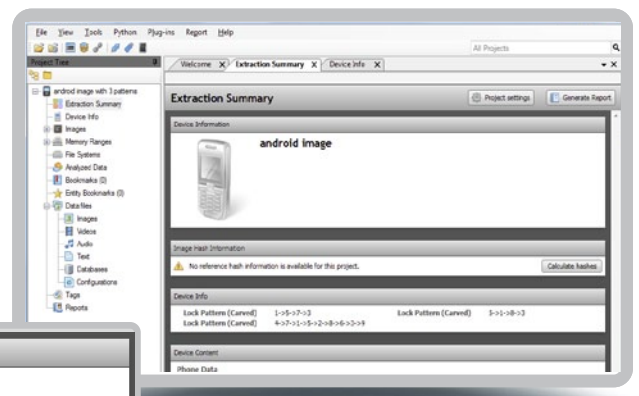 File View Tools Python Plug-ins Report Help
All Projects
Project Tree
Welcome X Extraction Summary X Device Info X
android image with 3 patterns
Extraction Summary
Device Info
Images
Memory Ranges
File Systems
Analyzed Data
Bookmarks (0)
Entity Bookmarks (0)
Data files
Images
Videos
Audio
Text
Databases
Configurations
Tags
Reports
Extraction Summary
Project settings
Generate Report
Device Information
android image
Image Hash Information
No reference hash information is available for this project.
Calculate hashes
Device Info
Lock Pattern (Carved) 1->5->7->3 Lock Pattern (Carved) 5->1->8->3
Lock Pattern (Carved) 4->7->1->5->2->8->6->3->9
Device Content
Phone Data